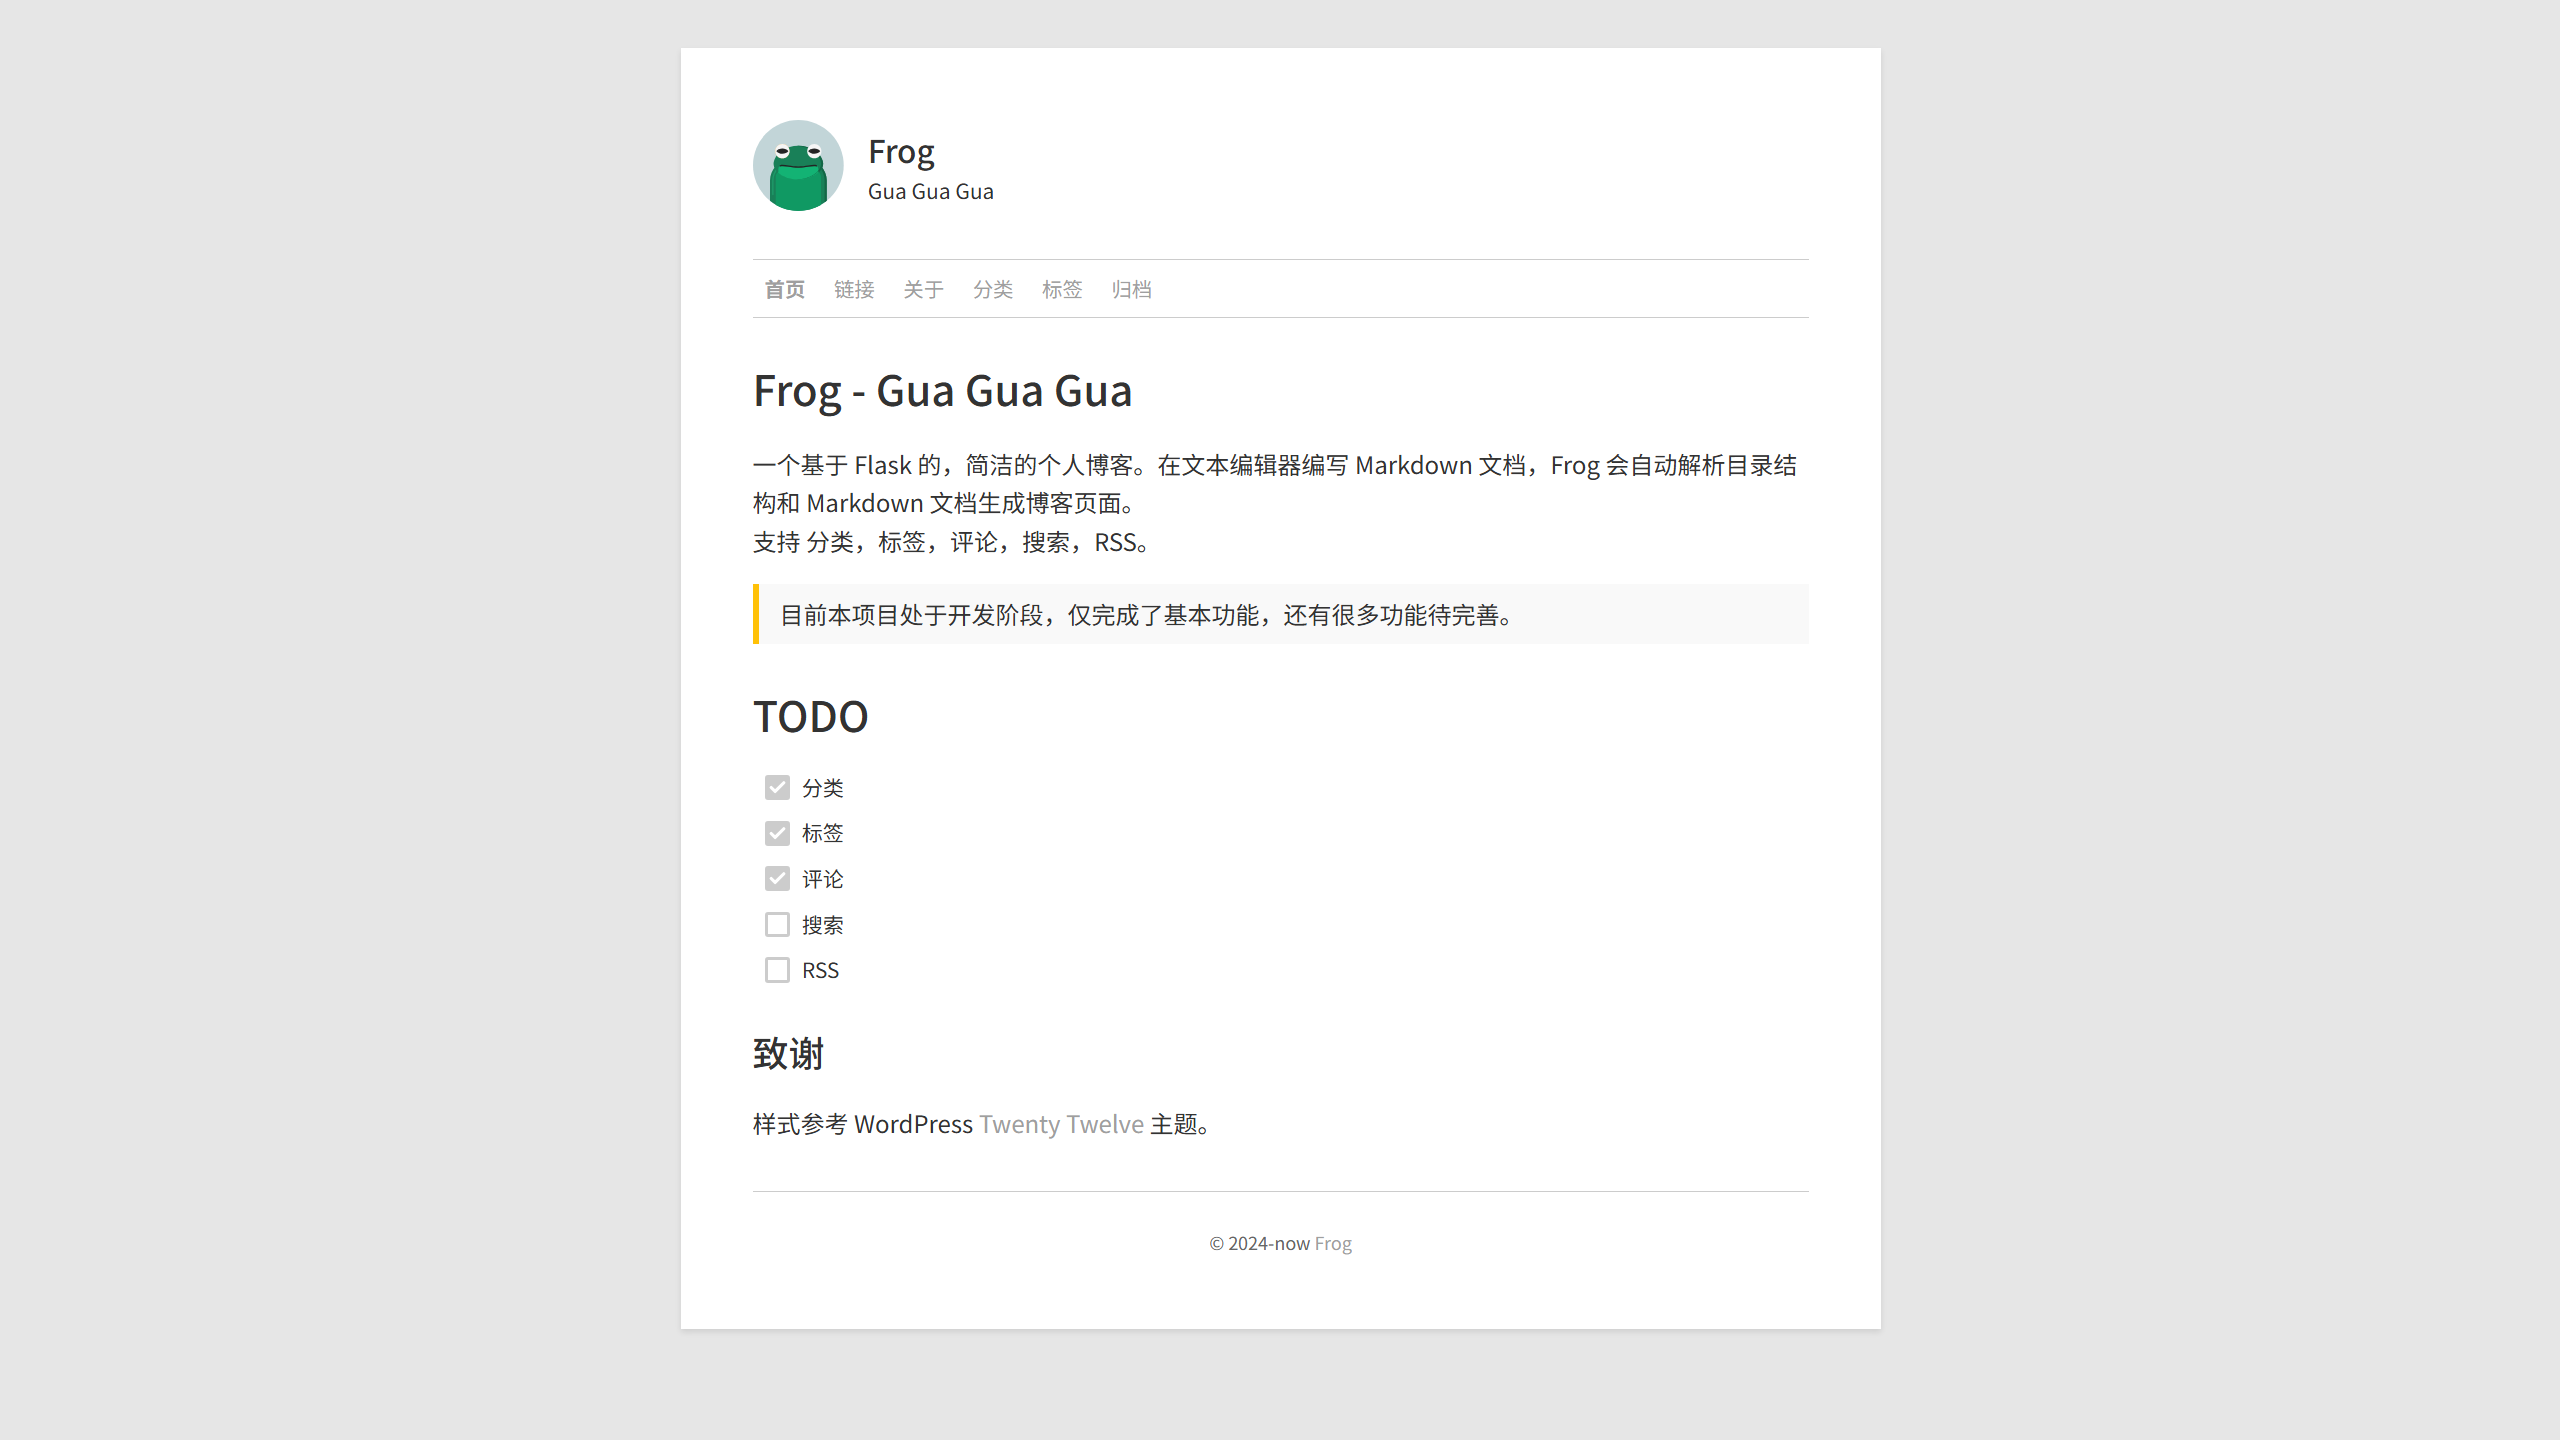 Frog
Gua Gua Gua
首页 链接 关于 分类 标签 归档
Frog - Gua Gua Gua
一个基于 Flask 的，简洁的个人博客。在文本编辑器编写 Markdown 文档，Frog 会自动解析目录结
构和 Markdown 文档生成博客页面。
支持 分类，标签，评论，搜索，RSS。
目前本项目处于开发阶段，仅完成了基本功能，还有很多功能待完善。
TODO
分类
标签
评论
搜索
RSS
致谢
样式参考 WordPress Twenty Twelve 主题。
© 2024-now Frog